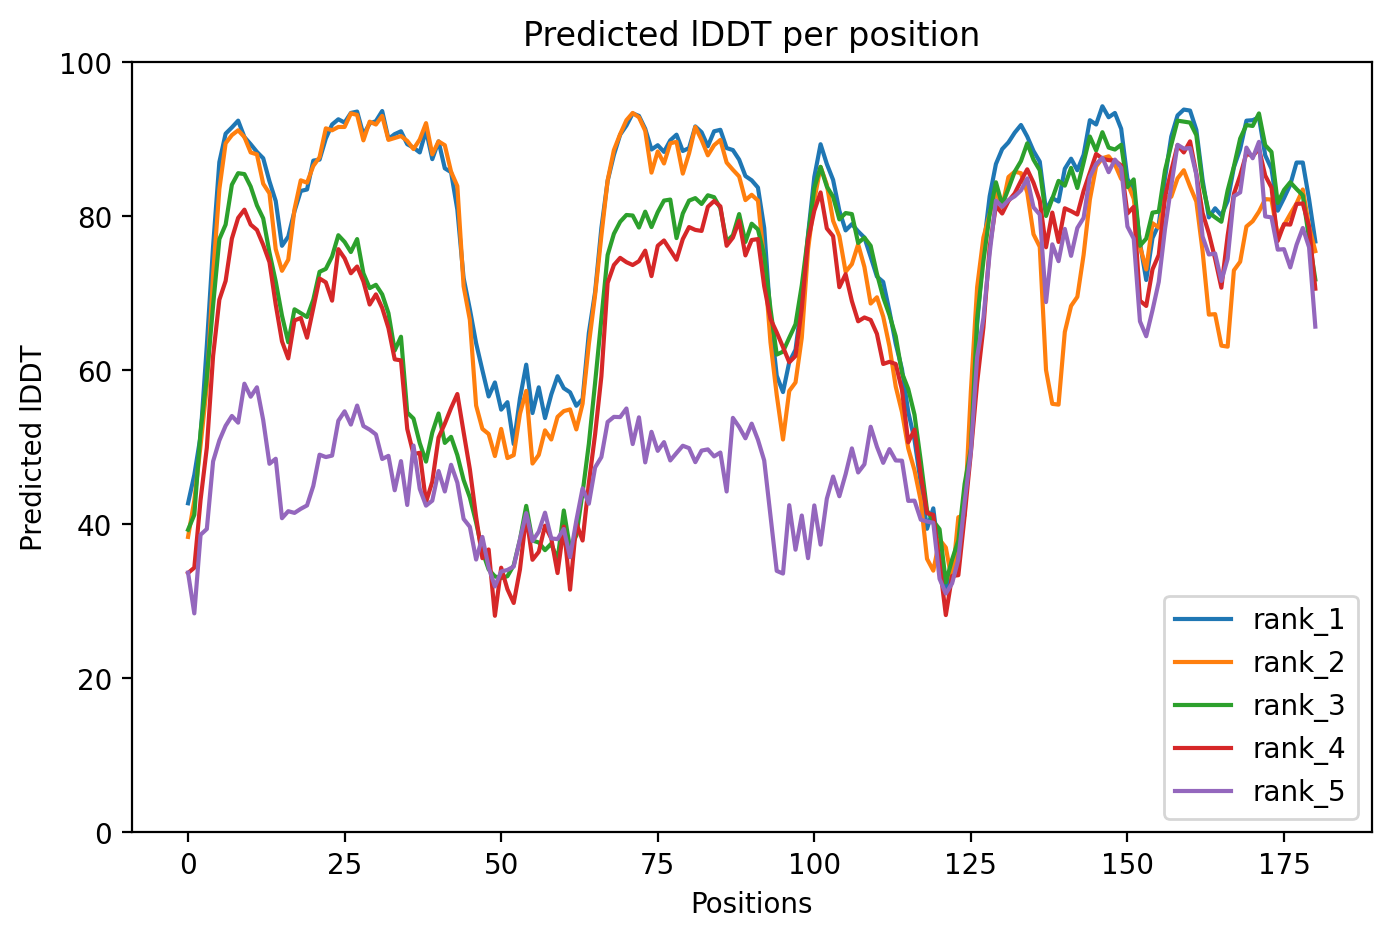 Predicted lDDT per position
100
80
60
40
20
0
Predicted lDDT
0 25 50 75 100 125 150 175
Positions
rank_1
rank_2
rank_3
rank_4
rank_5